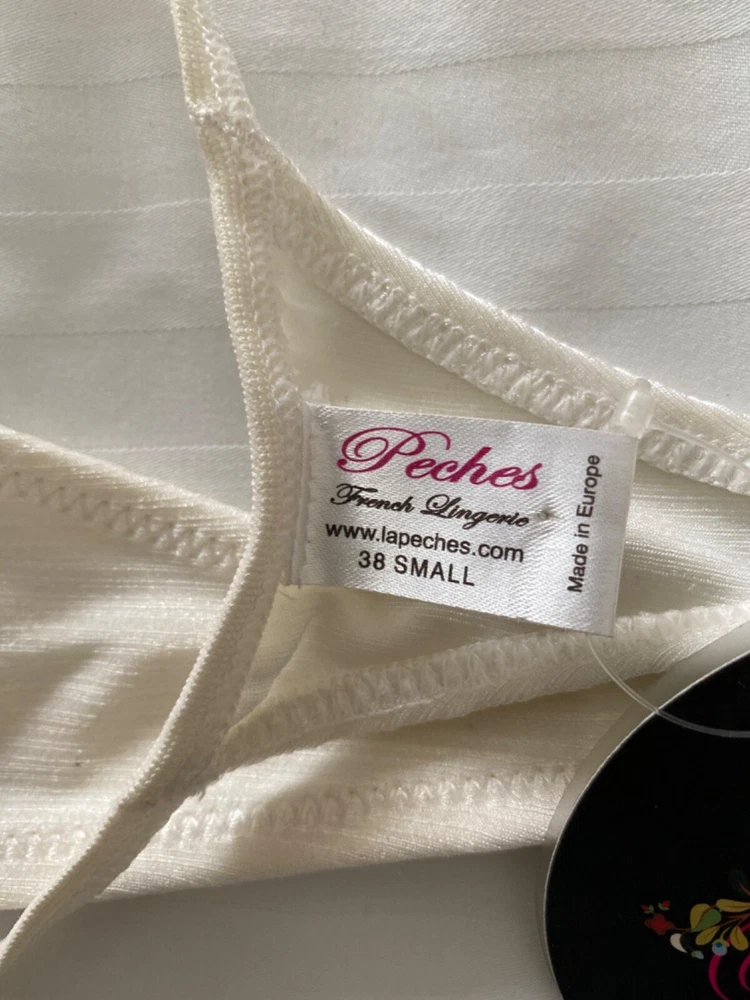 Peches
French Lingerie
www.lapeches.com
38 SMALL
Made in Europe